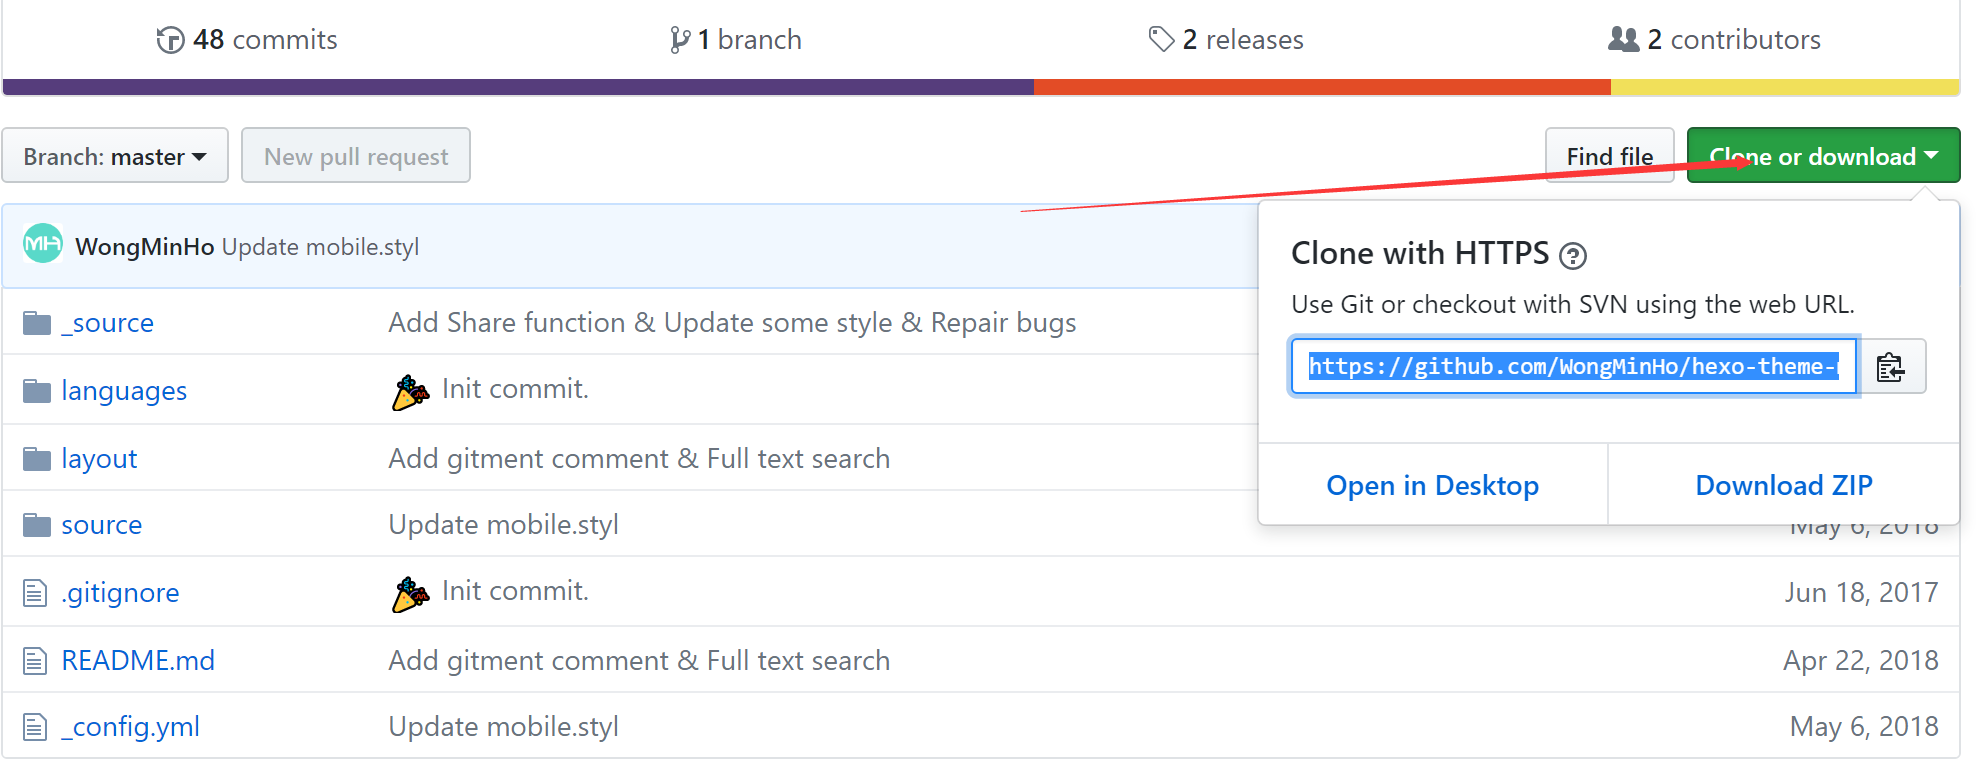 48 commits
1 branch
2 releases
2 contributors
Branch: master
New pull request
Find file
Clone or download
MH
WongMinHo Update mobile.styl
Clone with HTTPS ?
Use Git or checkout with SVN using the web URL.
https://github.com/WongMinHo/hexo-theme-
Open in Desktop
Download ZIP
_source Add Share function & Update some style & Repair bugs
languages Init commit.
layout Add gitment comment & Full text search
source Update mobile.styl May 6, 2018
.gitignore Init commit. Jun 18, 2017
README.md Add gitment comment & Full text search Apr 22, 2018
_config.yml Update mobile.styl May 6, 2018